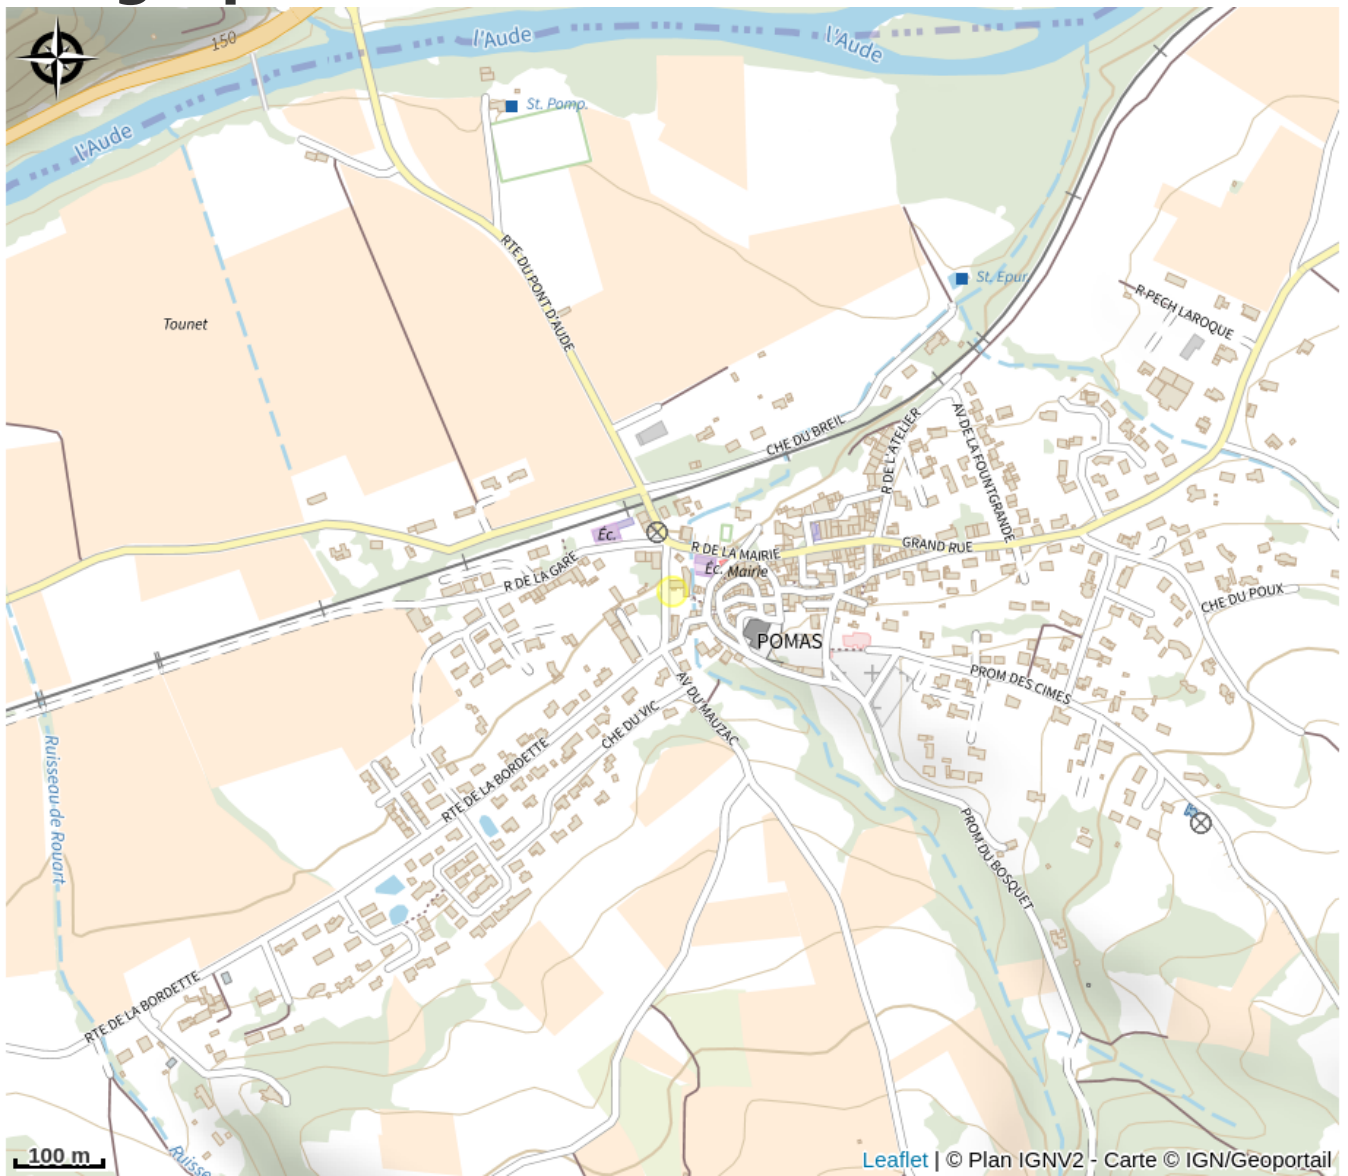 150
l'Aude
l'Aude
l'Aude
St. Pomp.
RTE DU PONT D'AUDE
St. Epur.
R PECH LAROQUE
Tounet
CHE DU BREIL
R DE L'ATELIER
AV DE LA FOUNTGRANDE
Éc.
R DE LA MAIRIE
GRAND RUE
Éc. Mairie
R DE LA GARE
CHE DU POUX
POMAS
PROM DES CIMES
AV DU MAUZAC
CHE DU VIC
RTE DE LA BORDETTE
Ruisseau de Rouart
PROM DU BOSQUET
RTE DE LA BORDETTE
Ruisse
100 m
Leaflet | © Plan IGNV2 - Carte © IGN/Geoportail